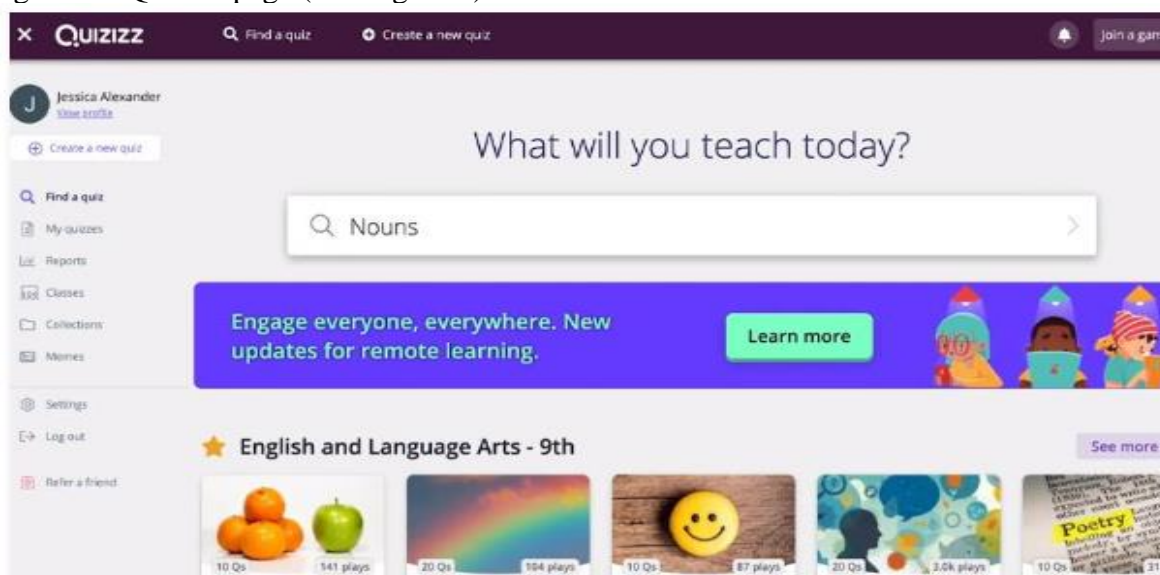 QUIZIZZ
Find a quiz
Create a new quiz
Join a gam
J
Jessica Alexander
View profile
Create a new quiz
Find a quiz
My quizzes
Reports
Classes
Collections
Memes
Settings
Log out
Refer a friend
What will you teach today?
Nouns
Engage everyone, everywhere. New
updates for remote learning.
Learn more
English and Language Arts - 9th
See more
10 Qs 541 plays
20 Qs 104 plays
10 Qs 87 plays
20 Qs 3.0k plays
Poetry
10 Qs 31